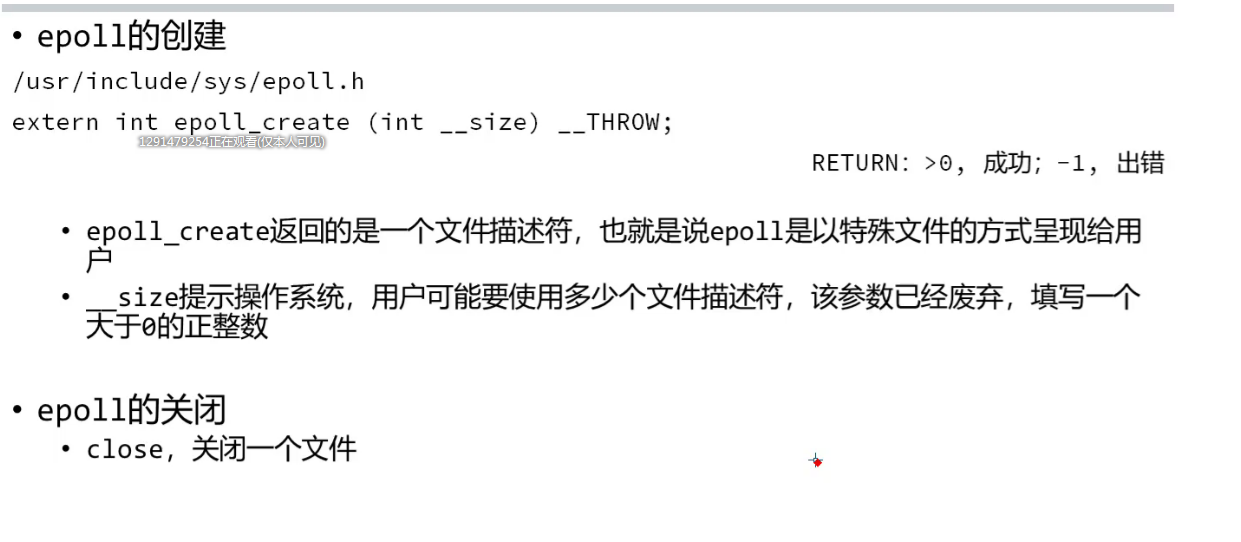 • epoll的创建
/usr/include/sys/epoll.h
extern int epoll_create (int __size) __THROW;
1291479254正在观看(仅本人可见)
RETURN: >0, 成功; -1, 出错
• epoll_create返回的是一个文件描述符，也就是说epoll是以特殊文件的方式呈现给用
户
• __size提示操作系统，用户可能要使用多少个文件描述符，该参数已经废弃，填写一个
大于0的正整数
• epoll的关闭
• close，关闭一个文件